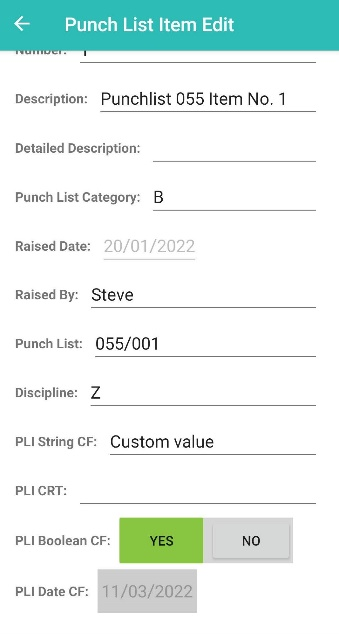 Punch List Item Edit
Number: 1
Description: Punchlist 055 Item No. 1
Detailed Description:
Punch List Category: B
Raised Date: 20/01/2022
Raised By: Steve
Punch List: 055/001
Discipline: Z
PLI String CF: Custom value
PLI CRT:
PLI Boolean CF: YES NO
PLI Date CF: 11/03/2022